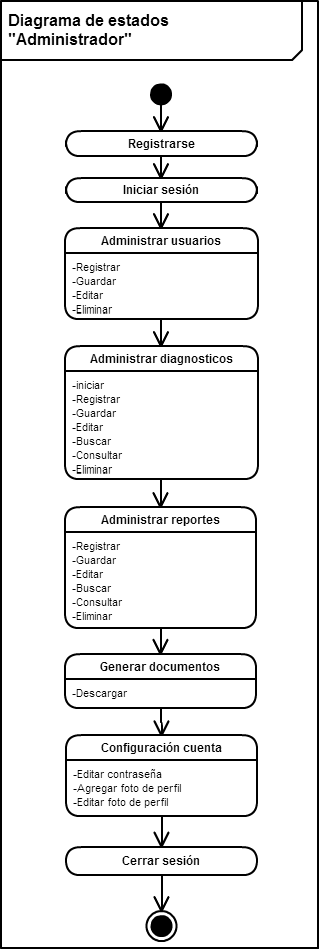 Diagrama de estados
"Administrador"
Registrarse
Iniciar sesión
Administrar usuarios
-Registrar
-Guardar
-Editar
-Eliminar
Administrar diagnosticos
-iniciar
-Registrar
-Guardar
-Editar
-Buscar
-Consultar
-Eliminar
Administrar reportes
-Registrar
-Guardar
-Editar
-Buscar
-Consultar
-Eliminar
Generar documentos
-Descargar
Configuración cuenta
-Editar contraseña
-Agregar foto de perfil
-Editar foto de perfil
Cerrar sesión